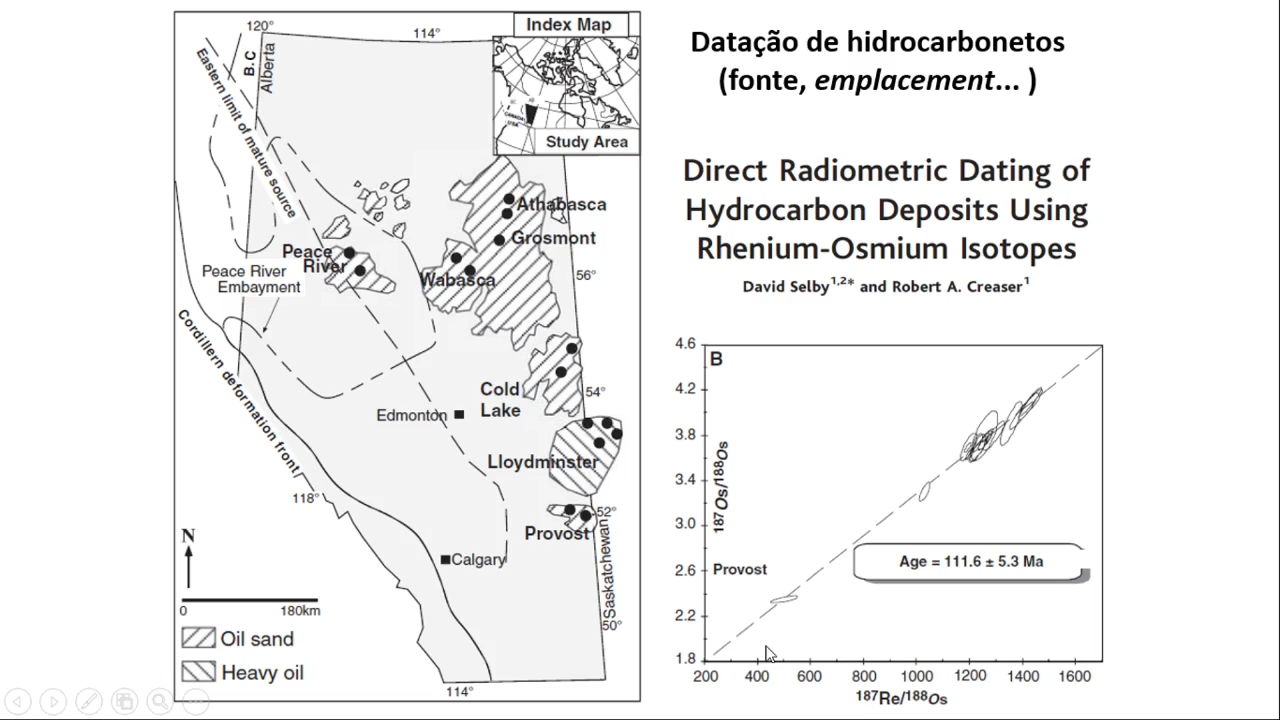 Index Map
120°
114°
B.C
Alberta
Eastern limit of mature source
CANADA
USA
Study Area
Datação de hidrocarbonetos
(fonte, emplacement... )
Direct Radiometric Dating of
Hydrocarbon Deposits Using
Rhenium-Osmium Isotopes
David Selby1,2* and Robert A. Creaser1
Athabasca
Grosmont
Peace
River
Wabasca
56°
Peace River
Embayment
Cordillern deformation front
Cold
Lake
54°
Edmonton
Lloydminster
118°
52°
Provost
Calgary
Saskatchewan
N
0 180km
50°
Oil sand
Heavy oil
114°
B
4.6
4.2
3.8
3.4
3.0
2.6
2.2
1.8
187Os/188Os
Provost
Age = 111.6 ± 5.3 Ma
200 400 600 800 1000 1200 1400 1600
187Re/188Os